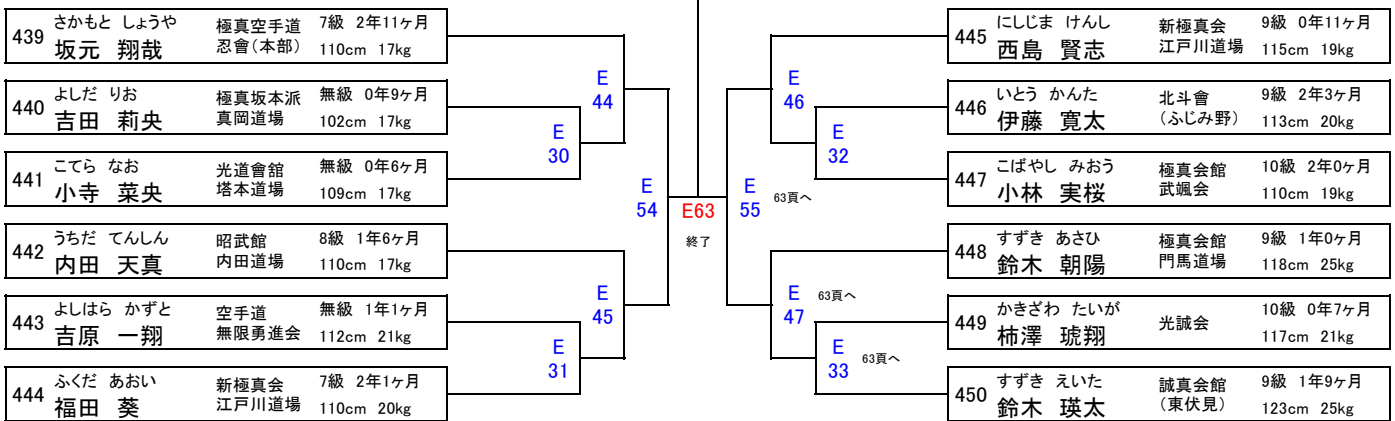 439 さかもと しょうや 極真空手道 7級 2年11ヶ月
坂元 翔哉 忍會(本部) 110cm 17kg
440 よしだ りお 極真坂本派 無級 0年9ヶ月
吉田 莉央 真岡道場 102cm 17kg
441 こてら なお 光道會館 無級 0年6ヶ月
小寺 菜央 塔本道場 109cm 17kg
442 うちだ てんしん 昭武館 8級 1年6ヶ月
内田 天真 内田道場 110cm 17kg
443 よしはら かずと 空手道 無級 1年1ヶ月
吉原 一翔 無限勇進会 112cm 21kg
444 ふくだ あおい 新極真会 7級 2年1ヶ月
福田 葵 江戸川道場 110cm 20kg
E 44
E 30
E 54
E 45
E 31
E63
終了
E 55 63頁へ
E 46
E 32
E 47 63頁へ
E 33 63頁へ
445 にしじま けんし 新極真会 9級 0年11ヶ月
西島 賢志 江戸川道場 115cm 19kg
446 いとう かんた 北斗會 9級 2年3ヶ月
伊藤 寛太 (ふじみ野) 113cm 20kg
447 こばやし みおう 極真会館 10級 2年0ヶ月
小林 実桜 武颯会 110cm 19kg
448 すずき あさひ 極真会館 9級 1年0ヶ月
鈴木 朝陽 門馬道場 118cm 25kg
449 かきざわ たいが 光誠会 10級 0年7ヶ月
柿澤 琥翔 117cm 21kg
450 すずき えいた 誠真会館 9級 1年9ヶ月
鈴木 瑛太 (東伏見) 123cm 25kg